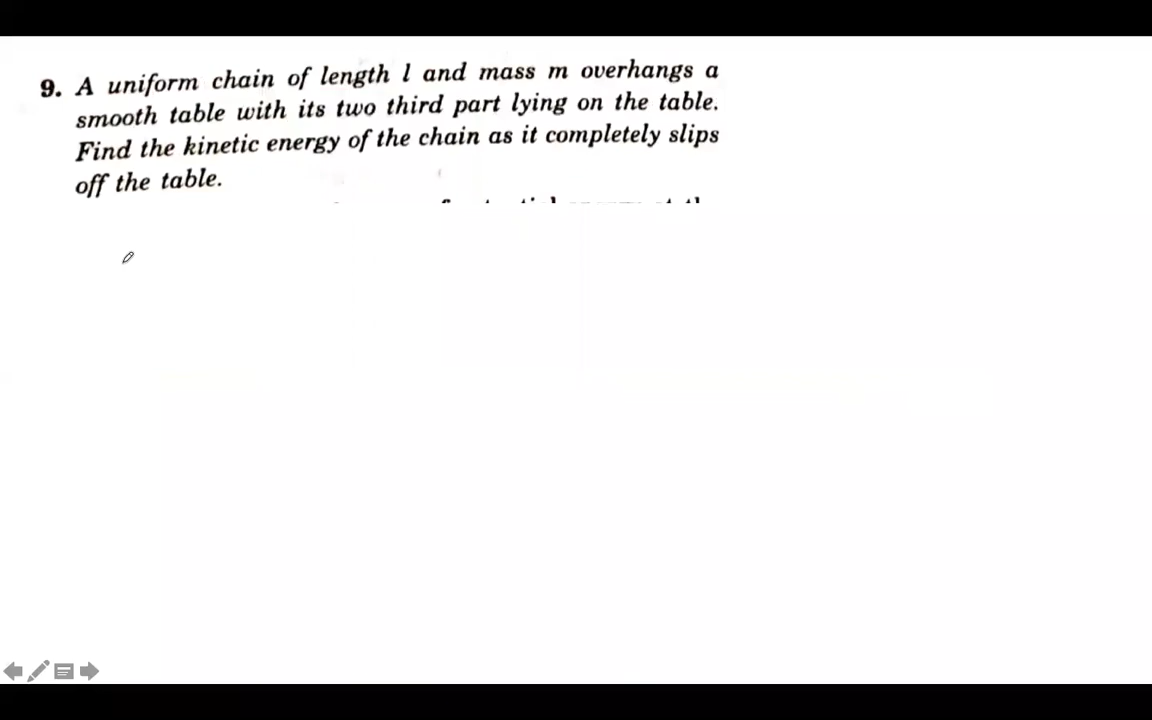 9. A uniform chain of length l and mass m overhangs a
smooth table with its two third part lying on the table.
Find the kinetic energy of the chain as it completely slips
off the table.